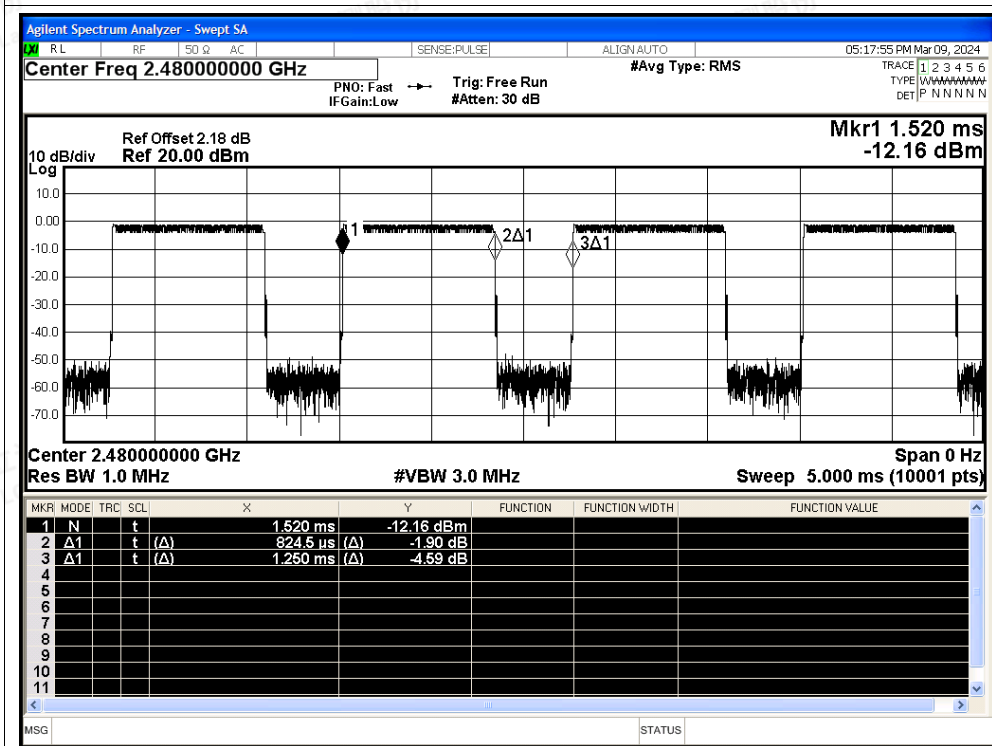 Agilent Spectrum Analyzer - Swept SA
LXI RL RF 50 Ω AC SENSE:PULSE ALIGN AUTO 05:17:55 PM Mar 09, 2024
Center Freq 2.480000000 GHz #Avg Type: RMS TRACE 1 2 3 4 5 6
PNO: Fast Trig: Free Run TYPE WWWWWW
IFGain:Low #Atten: 30 dB DET P N N N N N
Mkr1 1.520 ms
Ref Offset 2.18 dB
10 dB/div Ref 20.00 dBm -12.16 dBm
Log
10.0
0.00
1 2Δ1 3Δ1
-10.0
-20.0
-30.0
-40.0
-50.0
-60.0
-70.0
Center 2.480000000 GHz Span 0 Hz
Res BW 1.0 MHz #VBW 3.0 MHz Sweep 5.000 ms (10001 pts)
MKR MODE TRC SCL X Y FUNCTION FUNCTION WIDTH FUNCTION VALUE
1 N t 1.520 ms -12.16 dBm
2 Δ1 t (Δ) 824.5 µs (Δ) -1.90 dB
3 Δ1 t (Δ) 1.250 ms (Δ) -4.59 dB
4
5
6
7
8
9
10
11
MSG STATUS